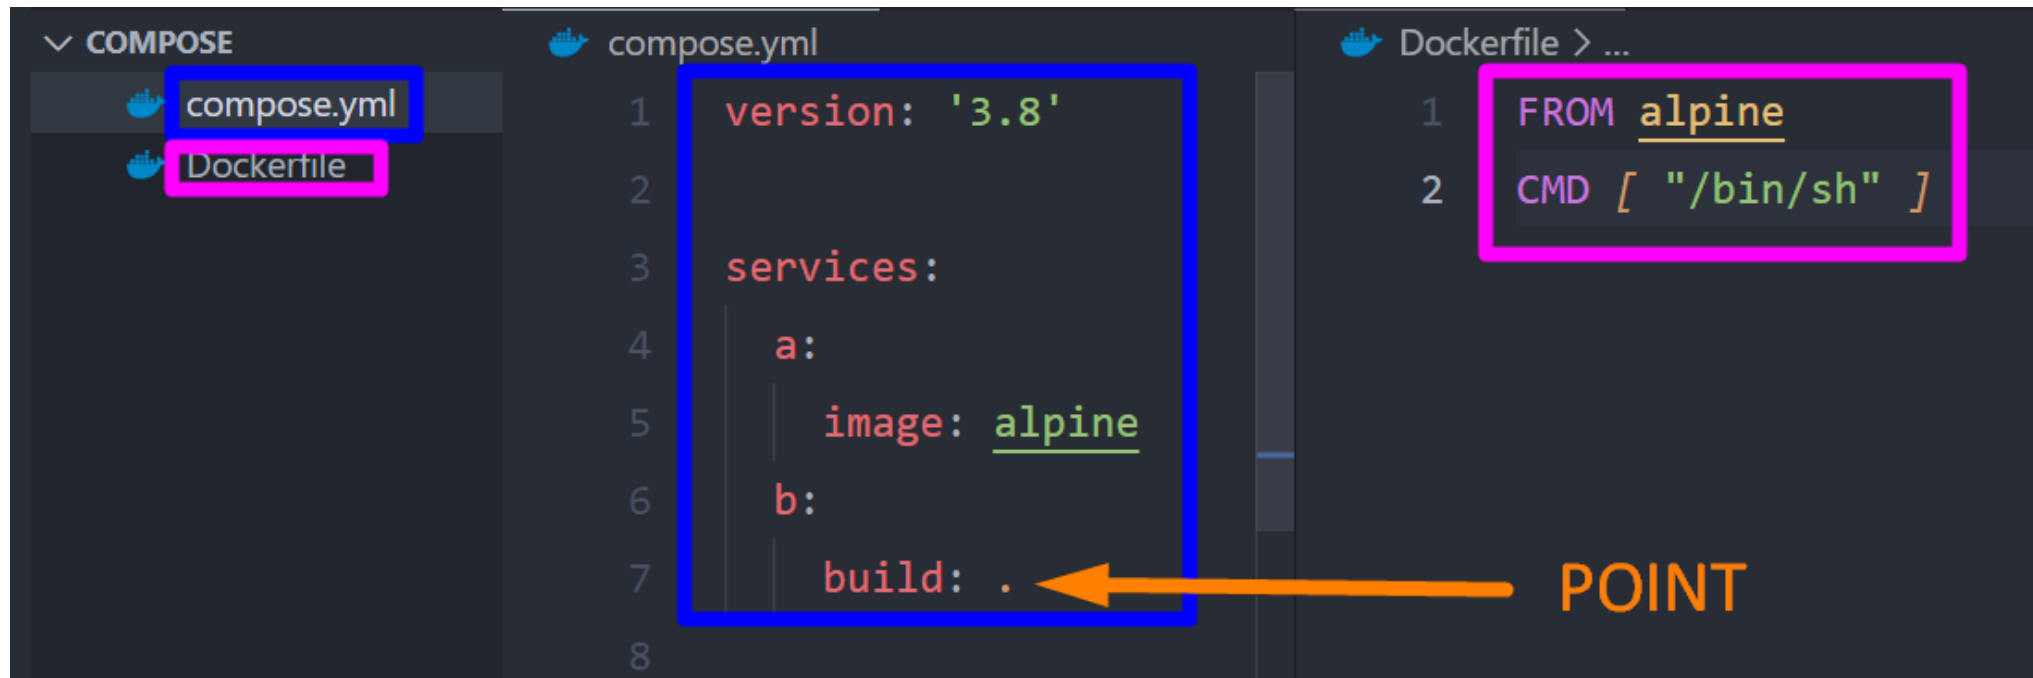 COMPOSE
compose.yml
Dockerfile
compose.yml
1 version: '3.8'
2
3 services:
4 a:
5 image: alpine
6 b:
7 build: .
8
Dockerfile > ...
1 FROM alpine
2 CMD [ "/bin/sh" ]
POINT